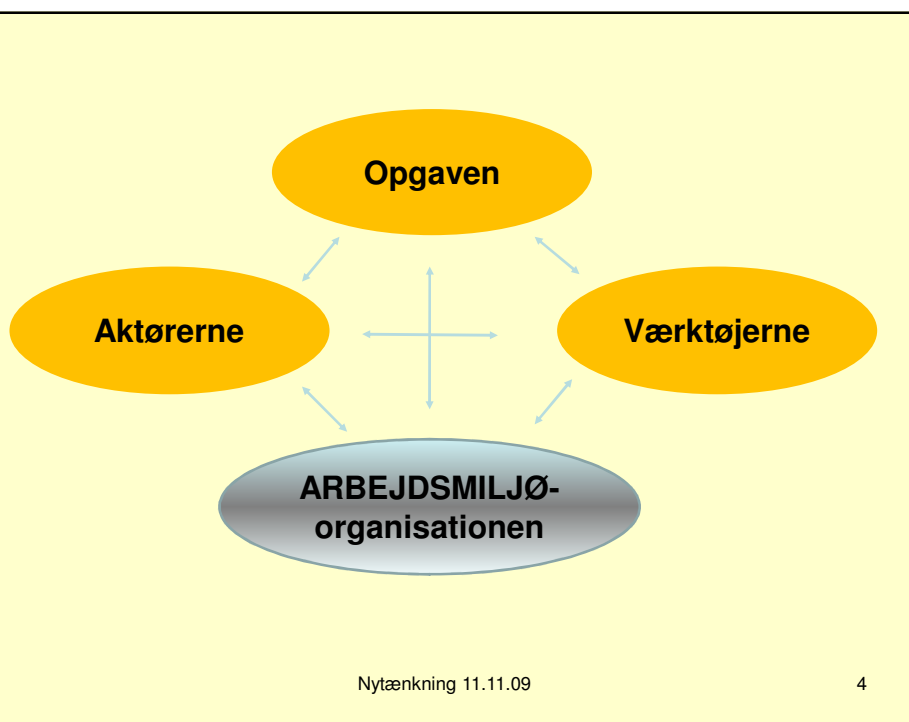 Opgaven
Aktørerne
Værktøjerne
ARBEJDSMILJØ-
organisationen
Nytænkning 11.11.09
4